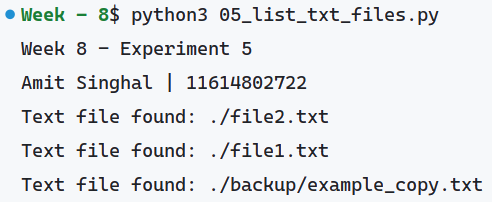 Week - 8$ python3 05_list_txt_files.py
Week 8 - Experiment 5
Amit Singhal | 11614802722
Text file found: ./file2.txt
Text file found: ./file1.txt
Text file found: ./backup/example_copy.txt